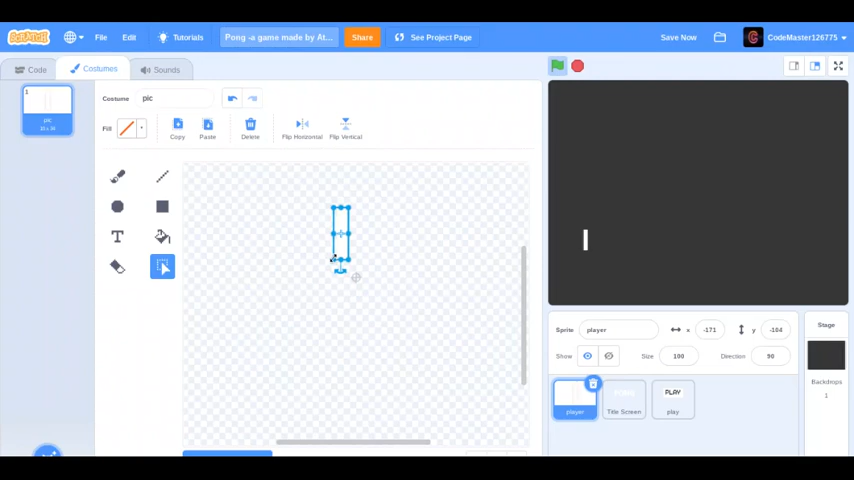 SCRATCH File Edit Tutorials Pong -a game made by At... Share See Project Page Save Now CodeMaster126775
Code Costumes Sounds
1
pic
Costume pic
Fill Copy Paste Delete Flip Horizontal Flip Vertical
T
Sprite player x -171 y -104
Show Size 100 Direction 90
player
Title Screen
PLAY
play
Stage
Backdrops
1